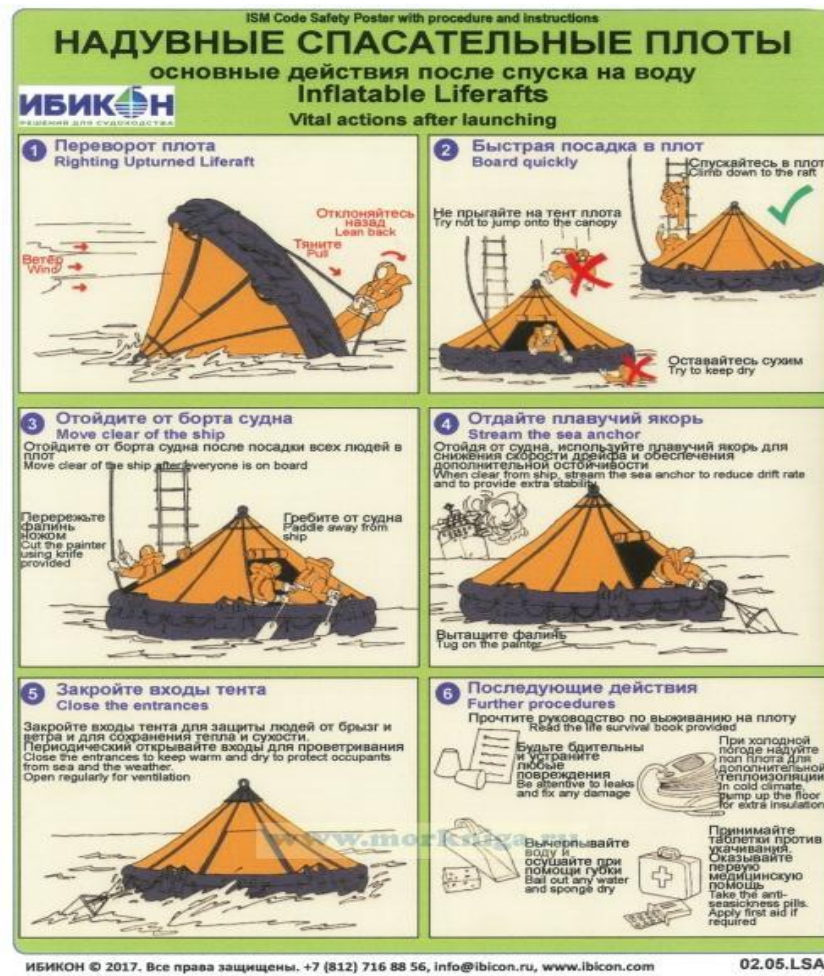 ISM Code Safety Poster with procedure and instructions
НАДУВНЫЕ СПАСАТЕЛЬНЫЕ ПЛОТЫ
основные действия после спуска на воду
Inflatable Liferafts
Vital actions after launching
ИБИКОН
РЕШЕНИЯ ДЛЯ СУДОХОДСТВА
1 Переворот плота
Righting Upturned Liferaft
Отклоняйтесь
назад
Lean back
Тяните
Pull
Ветер
Wind
2 Быстрая посадка в плот
Board quickly
Спускайтесь в плот
Climb down to the raft
Не прыгайте на тент плота
Try not to jump onto the canopy
Оставайтесь сухим
Try to keep dry
3 Отойдите от борта судна
Move clear of the ship
Отойдите от борта судна после посадки всех людей в
плот
Move clear of the ship after everyone is on board
Перережьте
фалинь
ножом
Cut the painter
using knife
provided
Гребите от судна
Paddle away from
ship
4 Отдайте плавучий якорь
Stream the sea anchor
Отойдя от судна, используйте плавучий якорь для
снижения скорости дрейфа и обеспечения
дополнительной остойчивости
When clear from ship, stream the sea anchor to reduce drift rate
and to provide extra stability
Вытащите фалинь
Tug on the painter
5 Закройте входы тента
Close the entrances
Закройте входы тента для защиты людей от брызг и
ветра и для сохранения тепла и сухости.
Периодический открывайте входы для проветривания
Close the entrances to keep warm and dry to protect occupants
from sea and the weather.
Open regularly for ventilation
6 Последующие действия
Further procedures
Прочтите руководство по выживанию на плоту
Read the life survival book provided
Будьте бдительны
и устраните
любые
повреждения
Be attentive to leaks
and fix any damage
При холодной
погоде надуйте
пол плота для
дополнительной
теплоизоляции
In cold climate,
pump up the floor
for extra insulation
Вычерпывайте
воду и
осушайте при
помощи губки
Bail out any water
and sponge dry
Принимайте
таблетки против
укачивания.
Оказывайте
первую
медицинскую
помощь
Take the anti-
seasickness pills.
Apply first aid if
required
www.morkniga.ru
ИБИКОН © 2017. Все права защищены. +7 (812) 716 88 56, info@ibicon.ru, www.ibicon.com
02.05.LSA